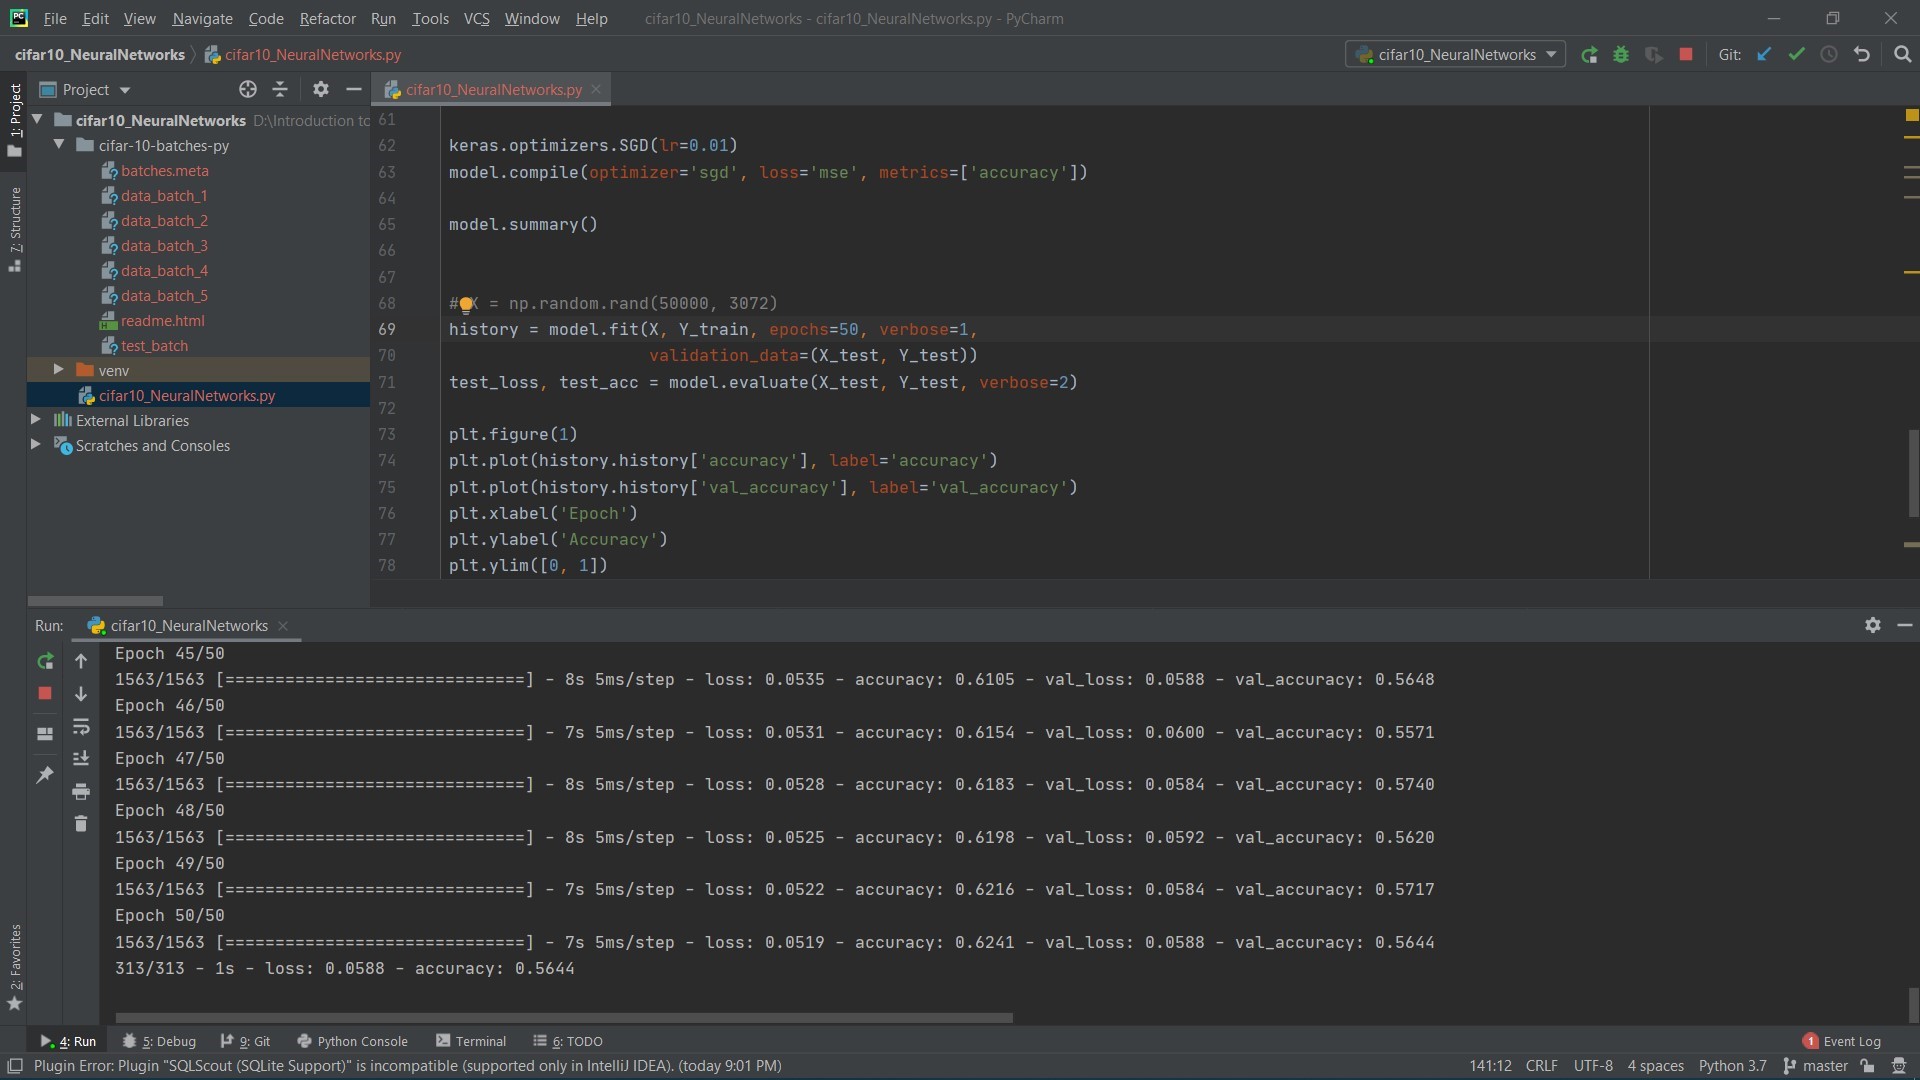 File Edit View Navigate Code Refactor Run Tools VCS Window Help cifar10_NeuralNetworks - cifar10_NeuralNetworks.py - PyCharm
cifar10_NeuralNetworks cifar10_NeuralNetworks.py cifar10_NeuralNetworks Git:
Project cifar10_NeuralNetworks.py
1: Project
7: Structure
2: Favorites
cifar10_NeuralNetworks D:\Introduction to
cifar-10-batches-py
batches.meta
data_batch_1
data_batch_2
data_batch_3
data_batch_4
data_batch_5
readme.html
test_batch
venv
cifar10_NeuralNetworks.py
External Libraries
Scratches and Consoles
61
62 keras.optimizers.SGD(lr=0.01)
63 model.compile(optimizer='sgd', loss='mse', metrics=['accuracy'])
64
65 model.summary()
66
67
68 # X = np.random.rand(50000, 3072)
69 history = model.fit(X, Y_train, epochs=50, verbose=1,
70 validation_data=(X_test, Y_test))
71 test_loss, test_acc = model.evaluate(X_test, Y_test, verbose=2)
72
73 plt.figure(1)
74 plt.plot(history.history['accuracy'], label='accuracy')
75 plt.plot(history.history['val_accuracy'], label='val_accuracy')
76 plt.xlabel('Epoch')
77 plt.ylabel('Accuracy')
78 plt.ylim([0, 1])
Run: cifar10_NeuralNetworks
Epoch 45/50
1563/1563 [==============================] - 8s 5ms/step - loss: 0.0535 - accuracy: 0.6105 - val_loss: 0.0588 - val_accuracy: 0.5648
Epoch 46/50
1563/1563 [==============================] - 7s 5ms/step - loss: 0.0531 - accuracy: 0.6154 - val_loss: 0.0600 - val_accuracy: 0.5571
Epoch 47/50
1563/1563 [==============================] - 8s 5ms/step - loss: 0.0528 - accuracy: 0.6183 - val_loss: 0.0584 - val_accuracy: 0.5740
Epoch 48/50
1563/1563 [==============================] - 8s 5ms/step - loss: 0.0525 - accuracy: 0.6198 - val_loss: 0.0592 - val_accuracy: 0.5620
Epoch 49/50
1563/1563 [==============================] - 7s 5ms/step - loss: 0.0522 - accuracy: 0.6216 - val_loss: 0.0584 - val_accuracy: 0.5717
Epoch 50/50
1563/1563 [==============================] - 7s 5ms/step - loss: 0.0519 - accuracy: 0.6241 - val_loss: 0.0588 - val_accuracy: 0.5644
313/313 - 1s - loss: 0.0588 - accuracy: 0.5644
4: Run 5: Debug 9: Git Python Console Terminal 6: TODO 1 Event Log
Plugin Error: Plugin "SQLScout (SQLite Support)" is incompatible (supported only in IntelliJ IDEA). (today 9:01 PM) 141:12 CRLF UTF-8 4 spaces Python 3.7 master